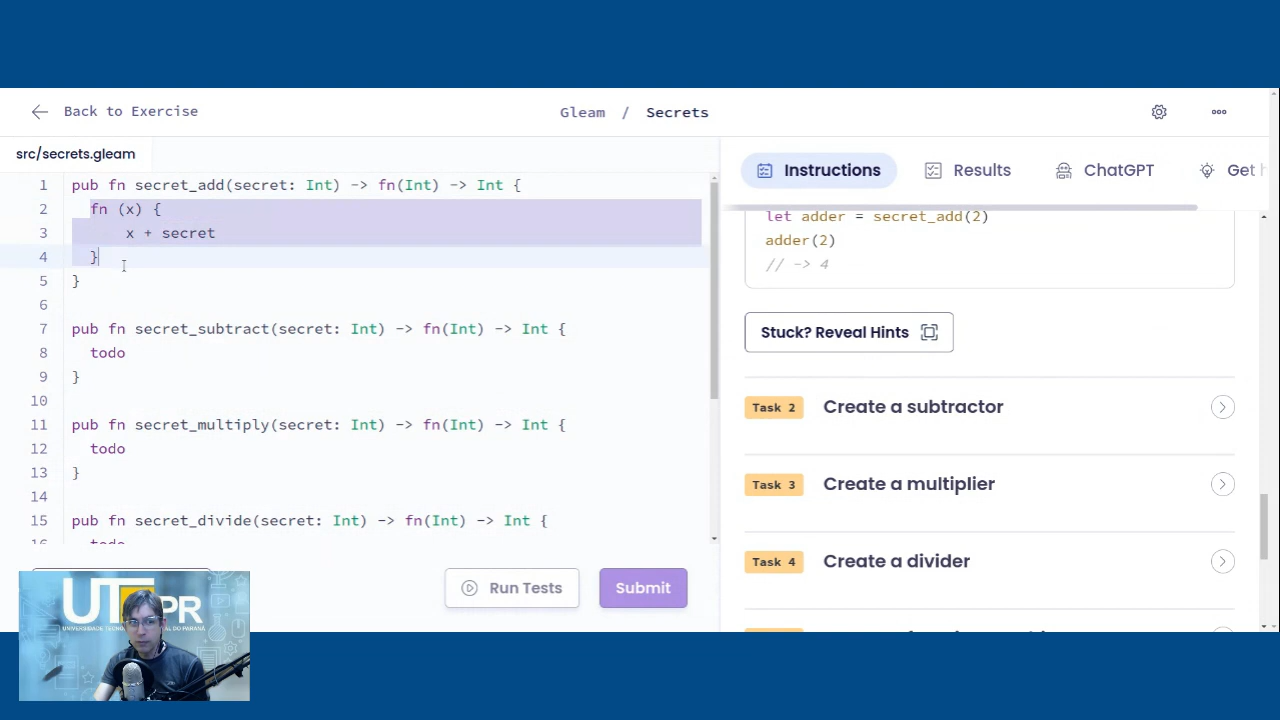 Back to Exercise
Gleam / Secrets
src/secrets.gleam
1 pub fn secret_add(secret: Int) -> fn(Int) -> Int {
2 fn (x) {
3 x + secret
4 }
5 }
6
7 pub fn secret_subtract(secret: Int) -> fn(Int) -> Int {
8 todo
9 }
10
11 pub fn secret_multiply(secret: Int) -> fn(Int) -> Int {
12 todo
13 }
14
15 pub fn secret_divide(secret: Int) -> fn(Int) -> Int {
16 todo
Run Tests
Submit
Instructions
Results
ChatGPT
Get h
let adder = secret_add(2)
adder(2)
// -> 4
Stuck? Reveal Hints
Task 2 Create a subtractor
Task 3 Create a multiplier
Task 4 Create a divider